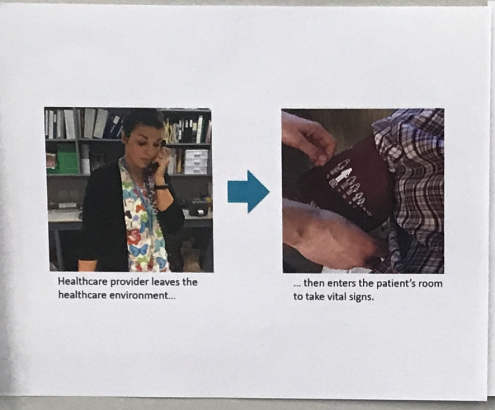 Healthcare provider leaves the
healthcare environment...
... then enters the patient's room
to take vital signs.